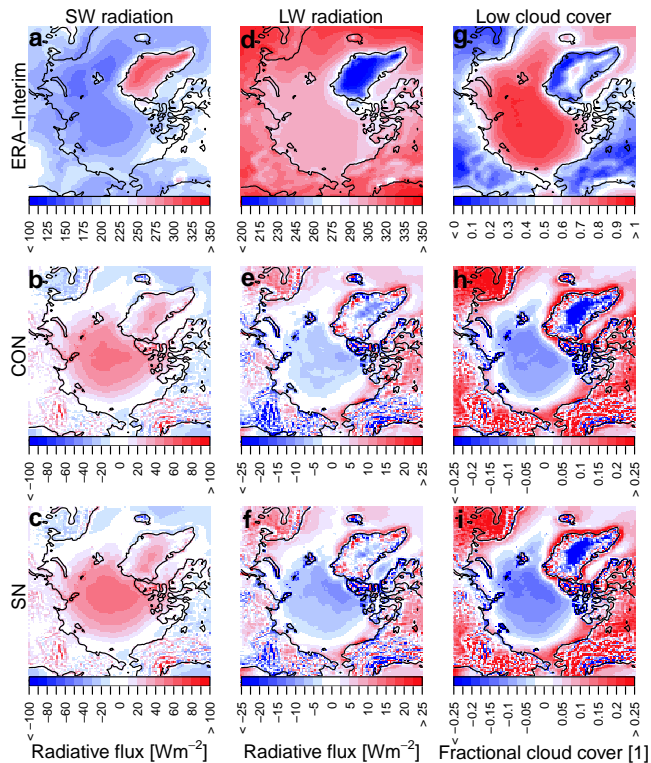 SW radiation LW radiation Low cloud cover
a d g
ERA−Interim
< 100 125 150 175 200 225 250 275 300 325 > 350
< 200 215 230 245 260 275 290 305 320 335 > 350
< 0 0.1 0.2 0.3 0.4 0.5 0.6 0.7 0.8 0.9 > 1
b e h
CON
< −100 −80 −60 −40 −20 0 20 40 60 80 > 100
< −25 −20 −15 −10 −5 0 5 10 15 20 > 25
< −0.25 −0.2 −0.15 −0.1 −0.05 0 0.05 0.1 0.15 0.2 > 0.25
c f i
SN
< −100 −80 −60 −40 −20 0 20 40 60 80 > 100
< −25 −20 −15 −10 −5 0 5 10 15 20 > 25
< −0.25 −0.2 −0.15 −0.1 −0.05 0 0.05 0.1 0.15 0.2 > 0.25
Radiative flux [Wm⁻²] Radiative flux [Wm⁻²] Fractional cloud cover [1]